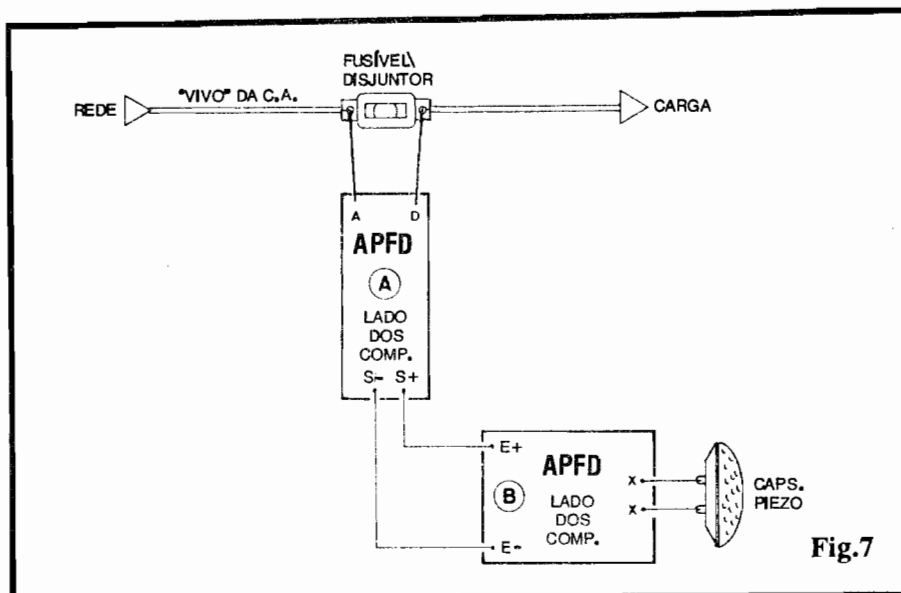 FUSÍVEL\
DISJUNTOR
"VIVO" DA C.A.
REDE
CARGA
A D
APFD
A
LADO
DOS
COMP.
S- S+
E+
APFD
B
LADO
DOS
COMP.
X
X
E-
CAPS.
PIEZO
Fig.7